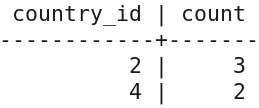 country_id | count
------------+-------
          2 |     3
          4 |     2